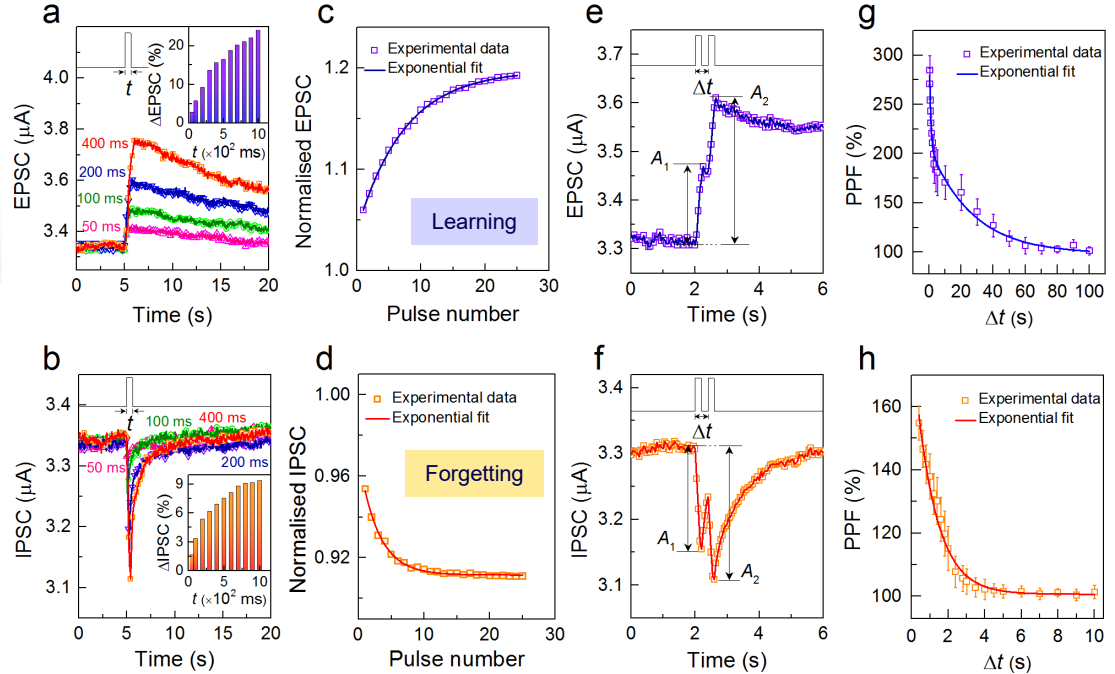 a
EPSC (μA)
4.0
3.8
3.6
3.4
t
400 ms
200 ms
100 ms
50 ms
ΔEPSC (%)
20
10
0
0 5 10
t (×10² ms)
0 5 10 15 20
Time (s)
c
Normalised EPSC
1.2
1.1
1.0
Experimental data
Exponential fit
Learning
0 10 20 30
Pulse number
e
EPSC (μA)
3.6
3.5
3.4
3.3
Δt
A₂
A₁
0 2 4 6
Time (s)
g
PPF (%)
300
250
200
150
100
50
Experimental data
Exponential fit
0 20 40 60 80 100
Δt (s)
b
IPSC (μA)
3.4
3.3
3.2
3.1
t
100 ms
400 ms
50 ms
200 ms
ΔIPSC (%)
9
6
3
0
0 5 10
t (×10² ms)
0 5 10 15 20
Time (s)
d
Normalised IPSC
1.00
0.96
0.92
Experimental data
Exponential fit
Forgetting
0 10 20 30
Pulse number
f
IPSC (μA)
3.4
3.3
3.2
3.1
Δt
A₁
A₂
0 2 4 6
Time (s)
h
PPF (%)
160
140
120
100
Experimental data
Exponential fit
0 2 4 6 8 10
Δt (s)